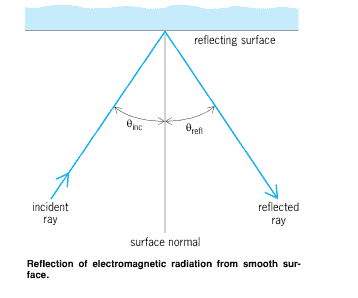 reflecting surface
θinc
θrefl
incident
ray
reflected
ray
surface normal
Reflection of electromagnetic radiation from smooth sur-
face.